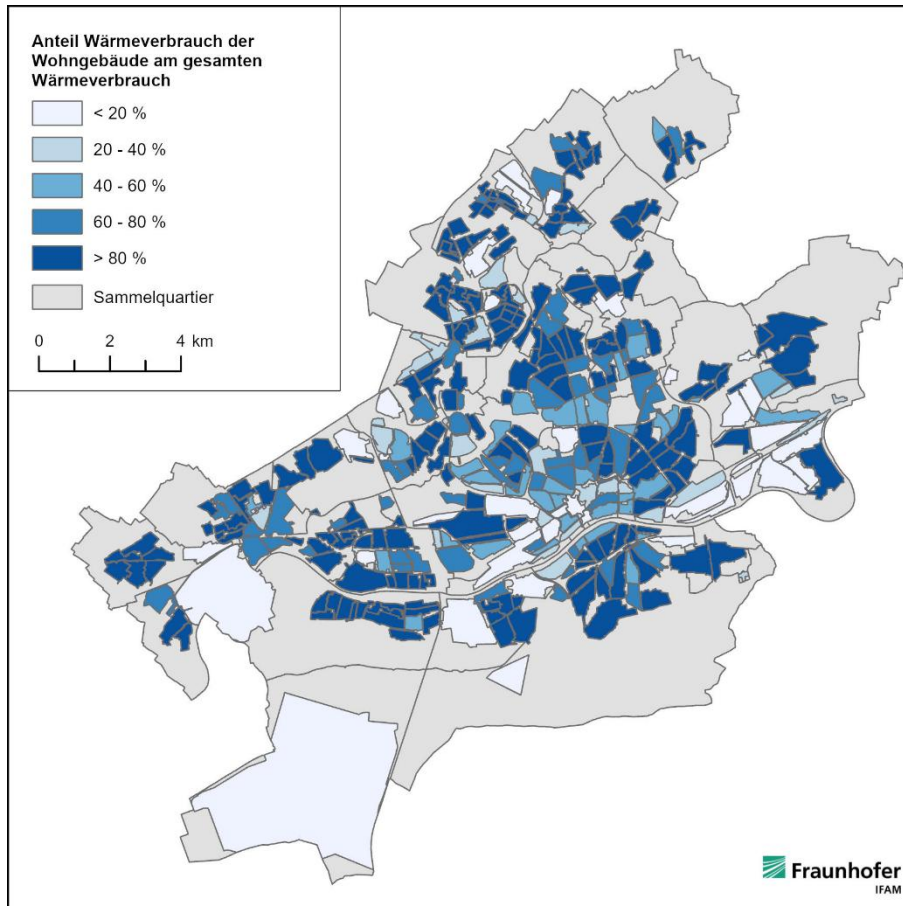 Anteil Wärmeverbrauch der
Wohngebäude am gesamten
Wärmeverbrauch
< 20 %
20 - 40 %
40 - 60 %
60 - 80 %
> 80 %
Sammelquartier
0 2 4 km
Fraunhofer
IFAM